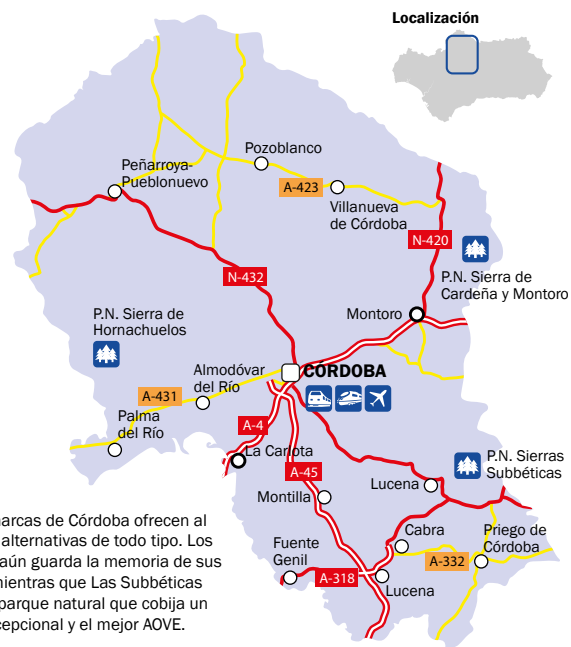 Localización
Pozoblanco
Peñarroya-
Pueblonuevo
A-423
Villanueva
de Córdoba
N-420
N-432
P.N. Sierra de
Cardeña y Montoro
P.N. Sierra de
Hornachuelos
Montoro
Almodóvar
del Río
CÓRDOBA
A-431
Palma
del Río
A-4
La Carlota
A-45
P.N. Sierras
Subbéticas
Lucena
Montilla
Cabra
Priego de
Córdoba
Fuente
Genil
A-332
A-318
Lucena
marcas de Córdoba ofrecen al
alternativas de todo tipo. Los
aún guarda la memoria de sus
mientras que Las Subbéticas
parque natural que cobija un
cepcional y el mejor AOVE.